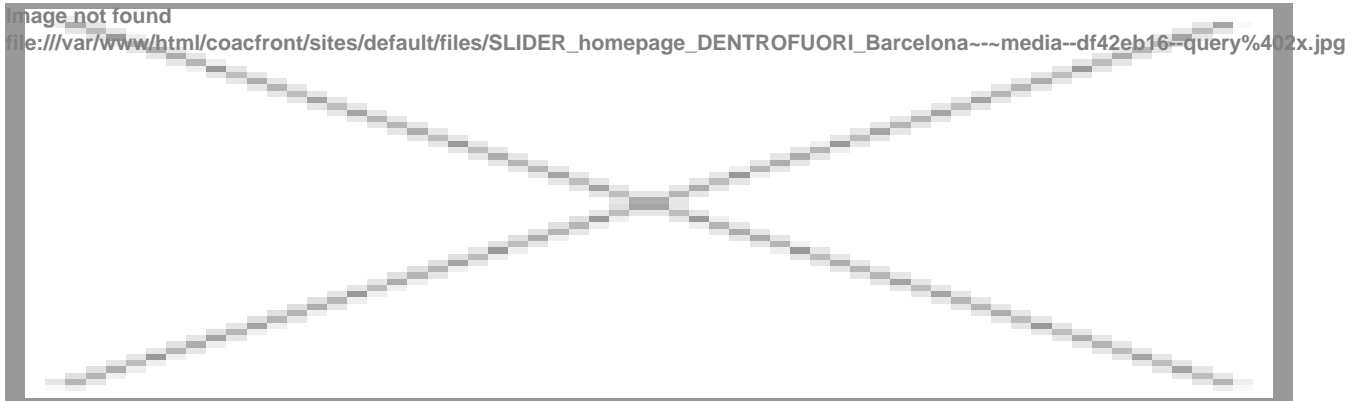 Image not found
file:///var/www/html/coacfront/sites/default/files/SLIDER_homepage_DENTROFUORI_Barcelona~-~media--df42eb16--query%402x.jpg